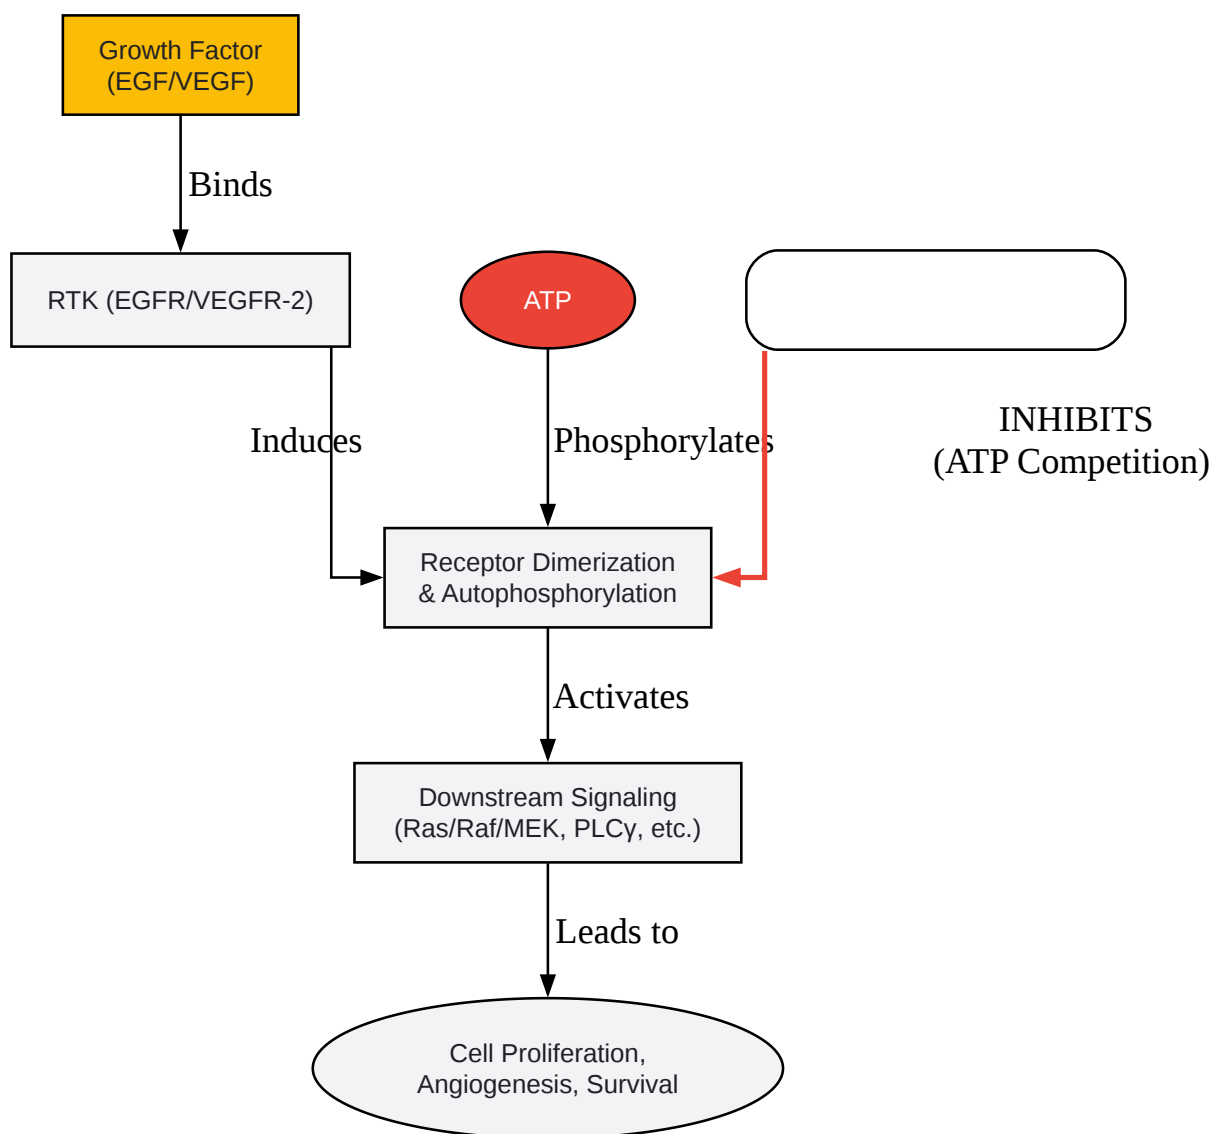 Growth Factor
(EGF/VEGF)
Binds
RTK (EGFR/VEGFR-2)
ATP
Induces
Phosphorylates
INHIBITS
(ATP Competition)
Receptor Dimerization
& Autophosphorylation
Activates
Downstream Signaling
(Ras/Raf/MEK, PLCγ, etc.)
Leads to
Cell Proliferation,
Angiogenesis, Survival